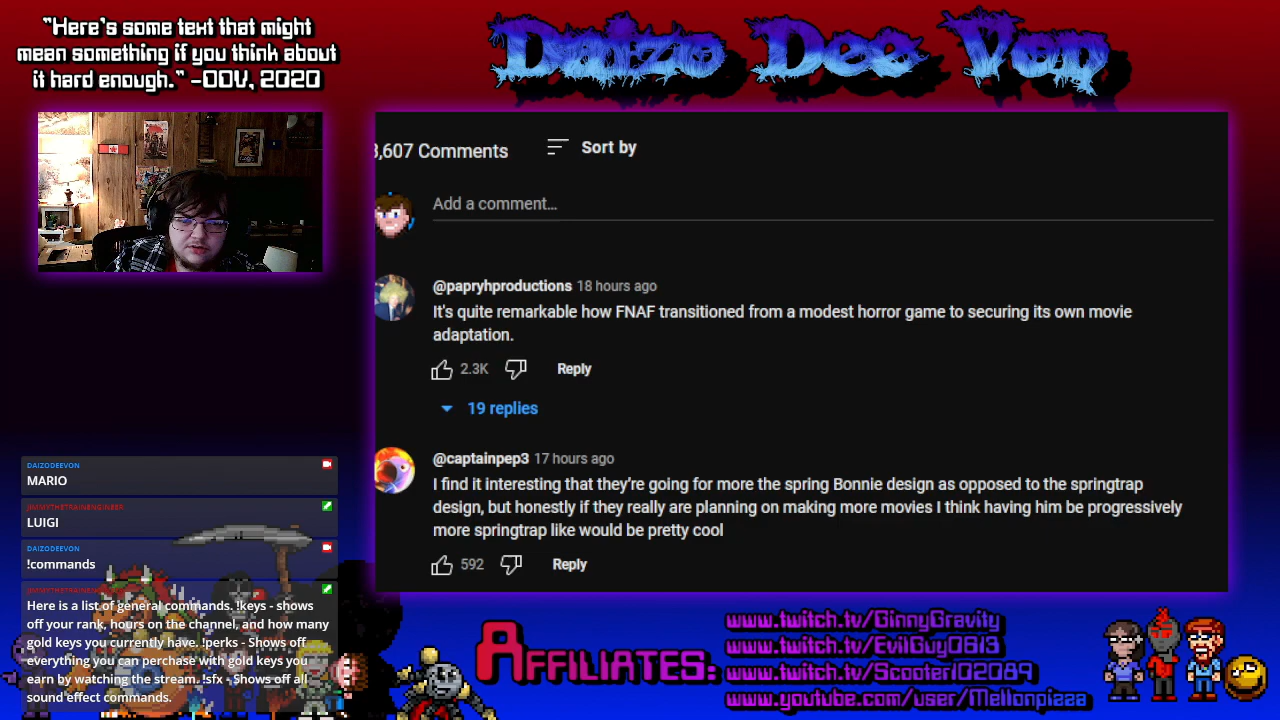 "Here's some text that might
mean something if you think about
it hard enough." -DDV, 2020
Daizo Dee Von
3,607 Comments
Sort by
Add a comment...
@papryhproductions 18 hours ago
It's quite remarkable how FNAF transitioned from a modest horror game to securing its own movie
adaptation.
2.3K
Reply
19 replies
@captainpep3 17 hours ago
I find it interesting that they're going for more the spring Bonnie design as opposed to the springtrap
design, but honestly if they really are planning on making more movies I think having him be progressively
more springtrap like would be pretty cool
592
Reply
DAIZODEEVON
MARIO
JIMMYTHETRAINENGINEER
LUIGI
DAIZODEEVON
!commands
JIMMYTHETRAINENGINEER
Here is a list of general commands. !keys - shows
off your rank, hours on the channel, and how many
gold keys you currently have. !perks - Shows off
everything you can perchase with gold keys you
earn by watching the stream. !sfx - Shows off all
sound effect commands.
AFFILIATES:
www.twitch.tv/GinnyGravity
www.twitch.tv/EvilGuy0613
www.twitch.tv/Scooter102089
www.youtube.com/user/Mellonpizaa